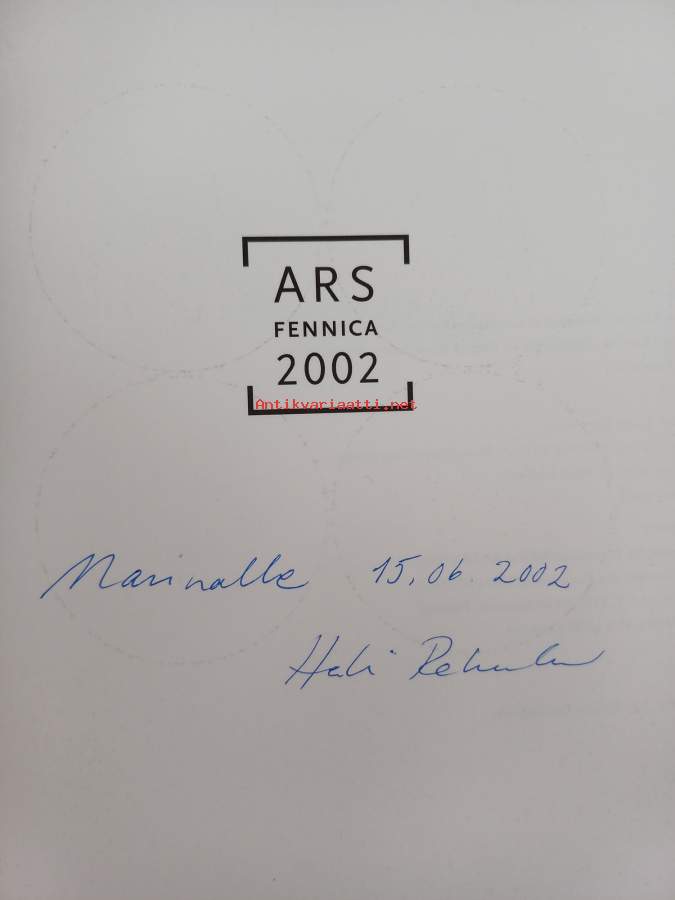 ARS
FENNICA
2002
Antikvariaatti.net
Marinalle 15.06.2002